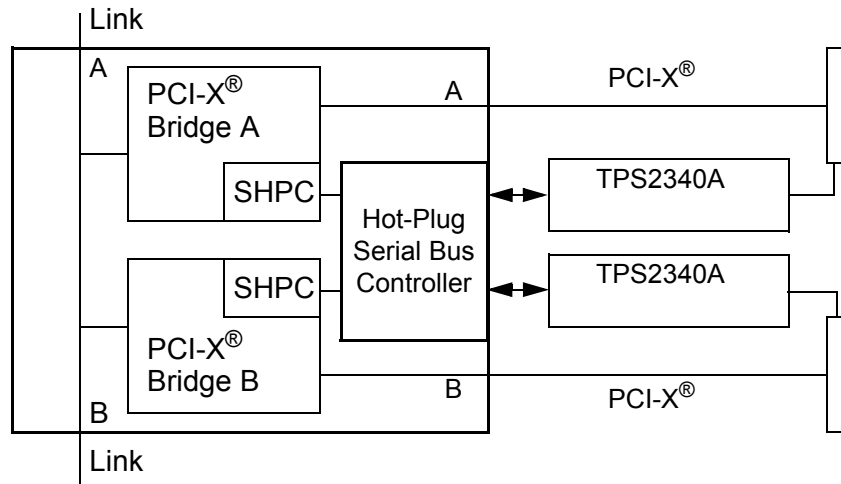 Link
A
PCI-X®
Bridge A
A
PCI-X®
SHPC
TPS2340A
Hot-Plug
Serial Bus
Controller
SHPC
TPS2340A
PCI-X®
Bridge B
B
PCI-X®
B
Link